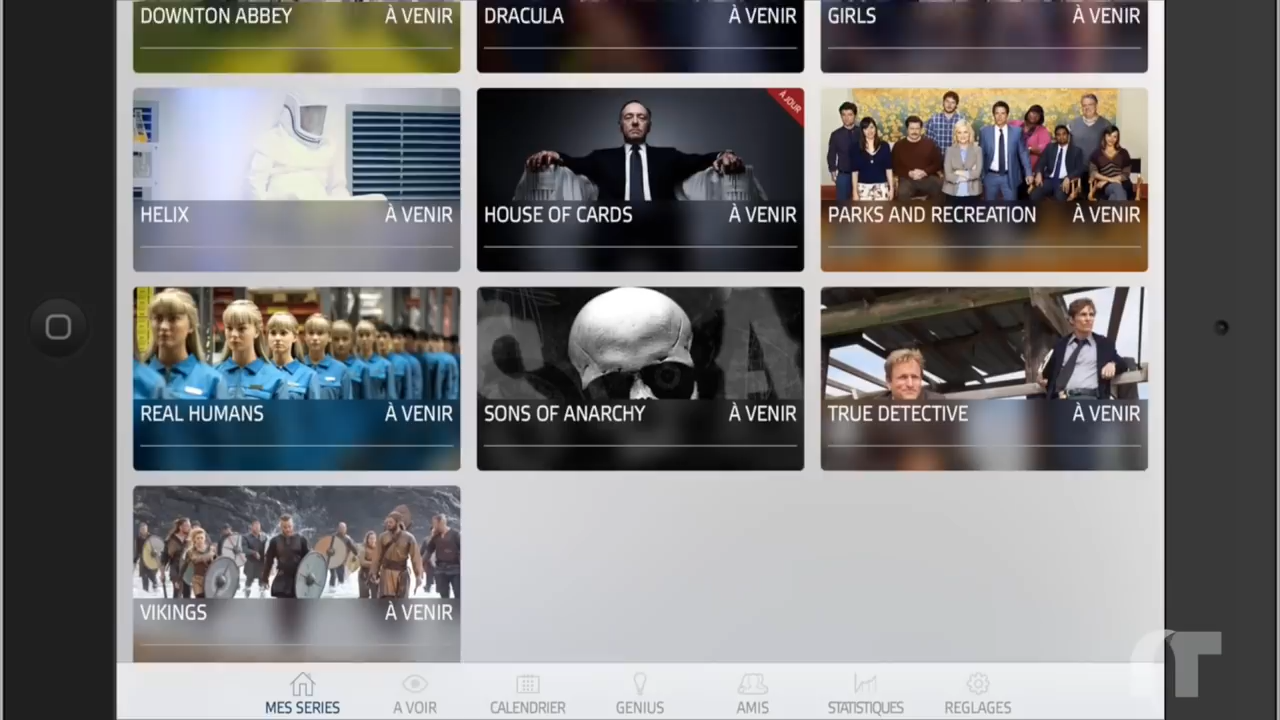 DOWNTON ABBEY À VENIR
DRACULA À VENIR
GIRLS À VENIR
À JOUR
HELIX À VENIR
HOUSE OF CARDS À VENIR
PARKS AND RECREATION À VENIR
REAL HUMANS À VENIR
S A
SONS OF ANARCHY À VENIR
TRUE DETECTIVE À VENIR
VIKINGS À VENIR
MES SERIES
A VOIR
CALENDRIER
GENIUS
AMIS
STATISTIQUES
REGLAGES